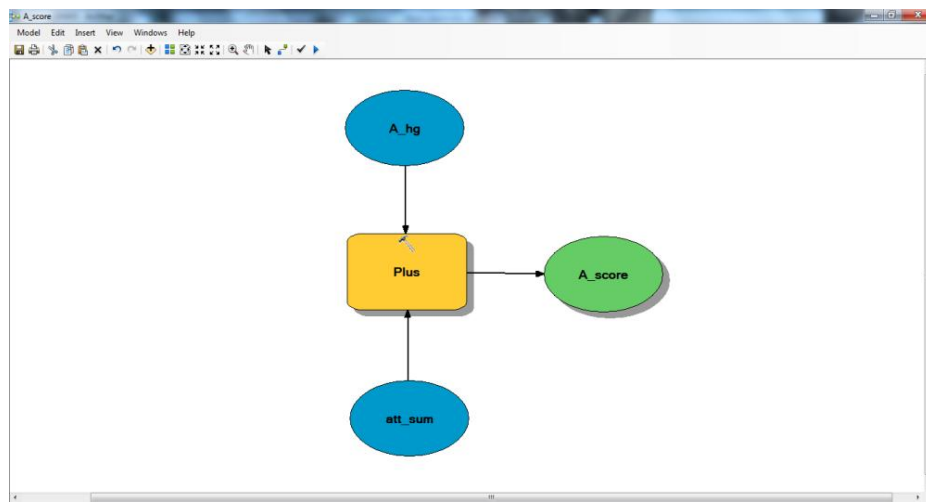 A_score
Model Edit Insert View Windows Help
A_hg
Plus
A_score
att_sum